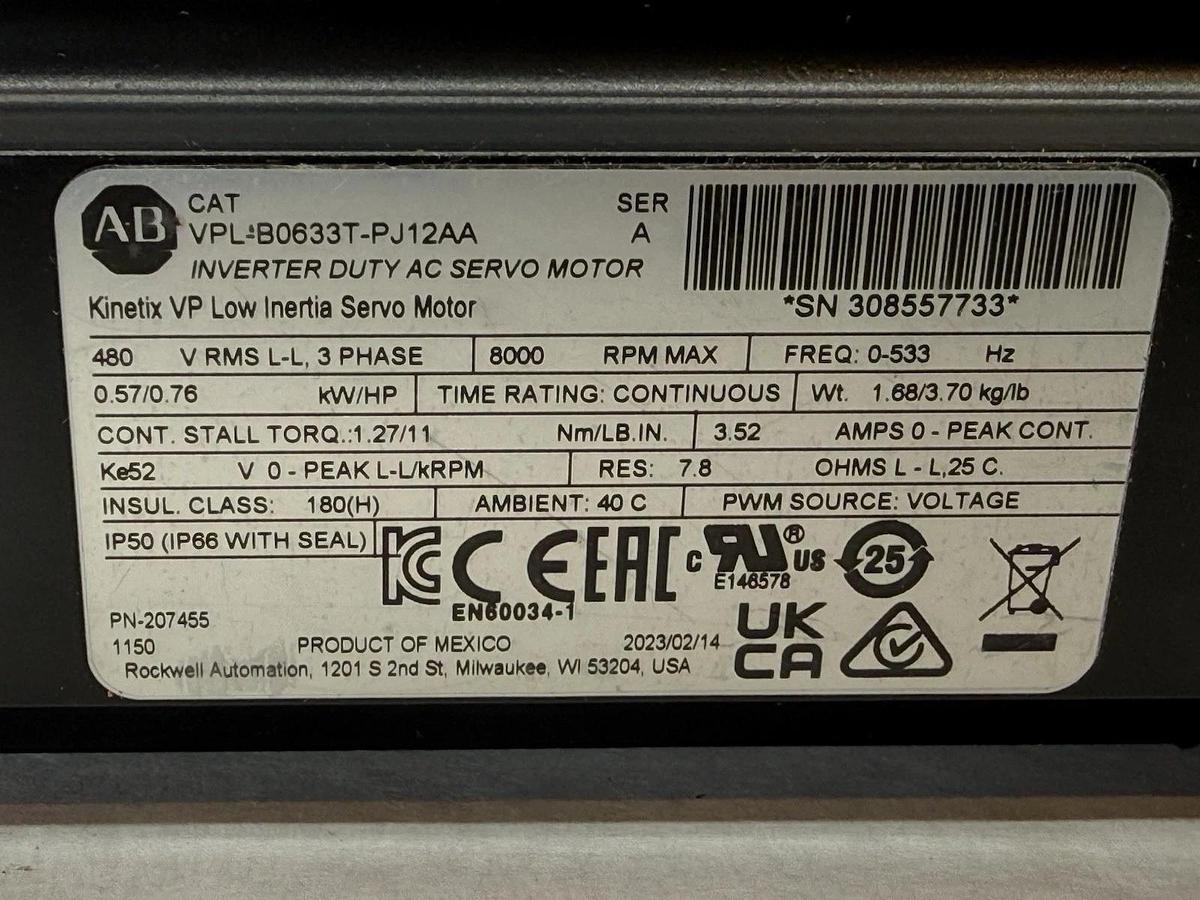 A·B
CAT SER
VPL-B0633T-PJ12AA A
INVERTER DUTY AC SERVO MOTOR
Kinetix VP Low Inertia Servo Motor *SN 308557733*
480 V RMS L-L, 3 PHASE 8000 RPM MAX FREQ: 0-533 Hz
0.57/0.76 kW/HP TIME RATING: CONTINUOUS Wt. 1.68/3.70 kg/lb
CONT. STALL TORQ.:1.27/11 Nm/LB.IN. 3.52 AMPS 0 - PEAK CONT.
Ke52 V 0 - PEAK L-L/kRPM RES: 7.8 OHMS L - L,25 C.
INSUL. CLASS: 180(H) AMBIENT: 40 C PWM SOURCE: VOLTAGE
IP50 (IP66 WITH SEAL) KC CE EAC c RU ® US 25
E146578
EN60034-1
PN-207455 UK
1150 PRODUCT OF MEXICO 2023/02/14 CA
Rockwell Automation, 1201 S 2nd St, Milwaukee, WI 53204, USA